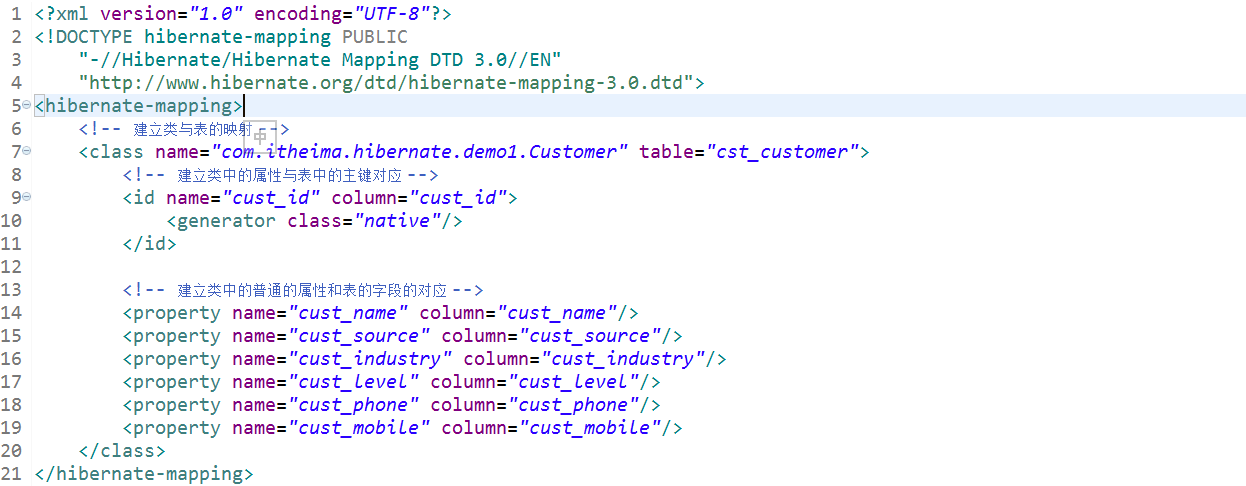 1 <?xml version="1.0" encoding="UTF-8"?>
2 <!DOCTYPE hibernate-mapping PUBLIC
3     "-//Hibernate/Hibernate Mapping DTD 3.0//EN"
4     "http://www.hibernate.org/dtd/hibernate-mapping-3.0.dtd">
5 <hibernate-mapping>
6     <!-- 建立类与表的映射 -->
中
7     <class name="com.itheima.hibernate.demo1.Customer" table="cst_customer">
8         <!-- 建立类中的属性与表中的主键对应 -->
9         <id name="cust_id" column="cust_id">
10             <generator class="native"/>
11         </id>
12
13         <!-- 建立类中的普通的属性和表的字段的对应 -->
14         <property name="cust_name" column="cust_name"/>
15         <property name="cust_source" column="cust_source"/>
16         <property name="cust_industry" column="cust_industry"/>
17         <property name="cust_level" column="cust_level"/>
18         <property name="cust_phone" column="cust_phone"/>
19         <property name="cust_mobile" column="cust_mobile"/>
20     </class>
21 </hibernate-mapping>